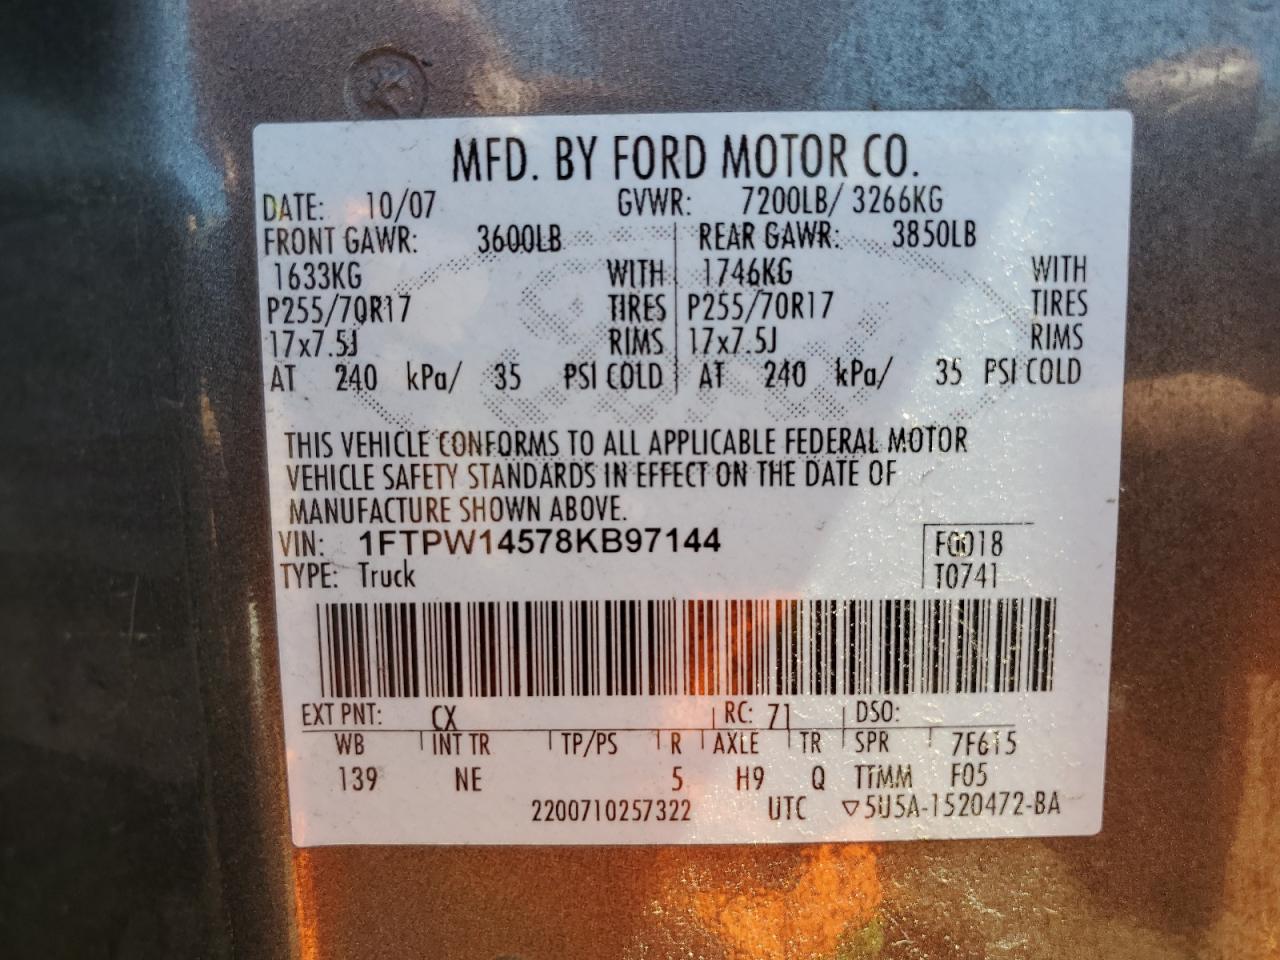 MFD. BY FORD MOTOR CO.
DATE: 10/07 GVWR: 7200LB/ 3266KG
FRONT GAWR: 3600LB REAR GAWR: 3850LB
1633KG WITH 1746KG WITH
P255/70R17 TIRES P255/70R17 TIRES
17x7.5J RIMS 17x7.5J RIMS
AT 240 kPa/ 35 PSI COLD AT 240 kPa/ 35 PSI COLD
THIS VEHICLE CONFORMS TO ALL APPLICABLE FEDERAL MOTOR
VEHICLE SAFETY STANDARDS IN EFFECT ON THE DATE OF
MANUFACTURE SHOWN ABOVE.
VIN: 1FTPW14578KB97144 F0018
TYPE: Truck T0741
EXT PNT: CX RC: 71 DSO:
WB INT TR TP/PS R AXLE TR SPR 7F615
139 NE 5 H9 Q TTMM F05
2200710257322 UTC ▽5U5A-1520472-BA